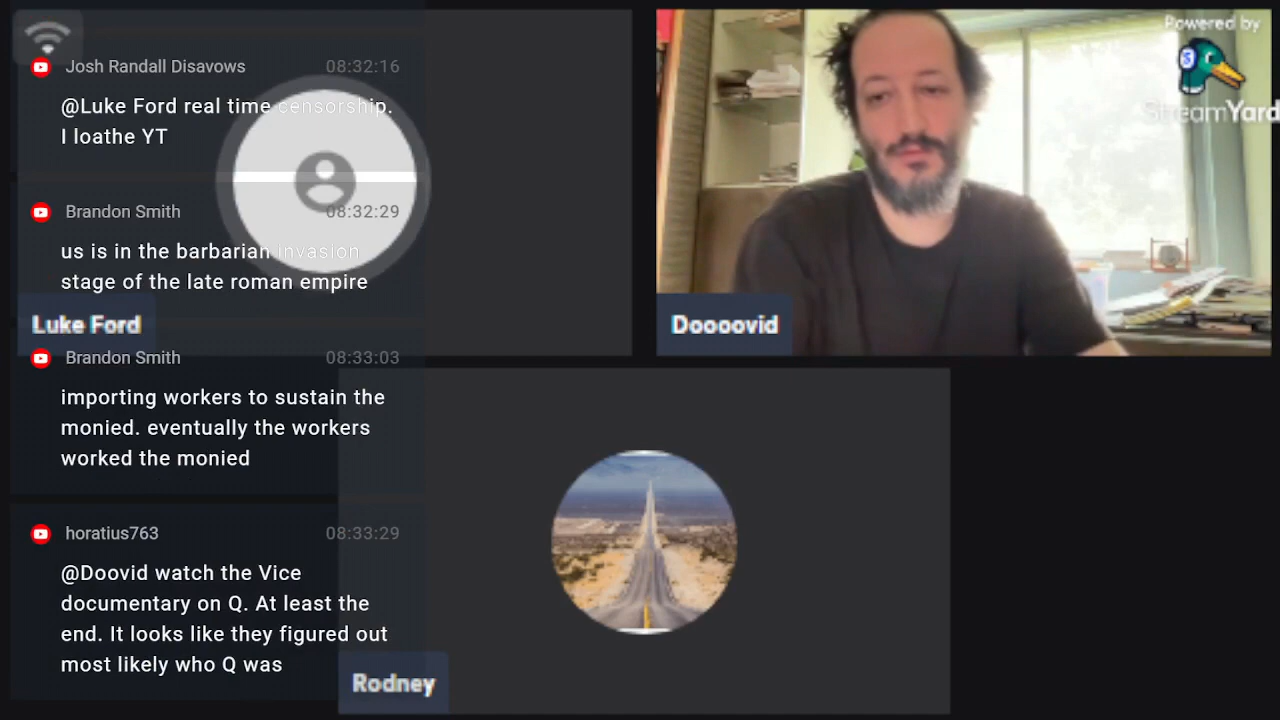 Josh Randall Disavows 08:32:16
@Luke Ford real time censorship.
I loathe YT
Brandon Smith 08:32:29
us is in the barbarian invasion
stage of the late roman empire
Luke Ford
Brandon Smith 08:33:03
importing workers to sustain the
monied. eventually the workers
worked the monied
horatius763 08:33:29
@Doovid watch the Vice
documentary on Q. At least the
end. It looks like they figured out
most likely who Q was
Powered by
StreamYard
Doooovid
Rodney